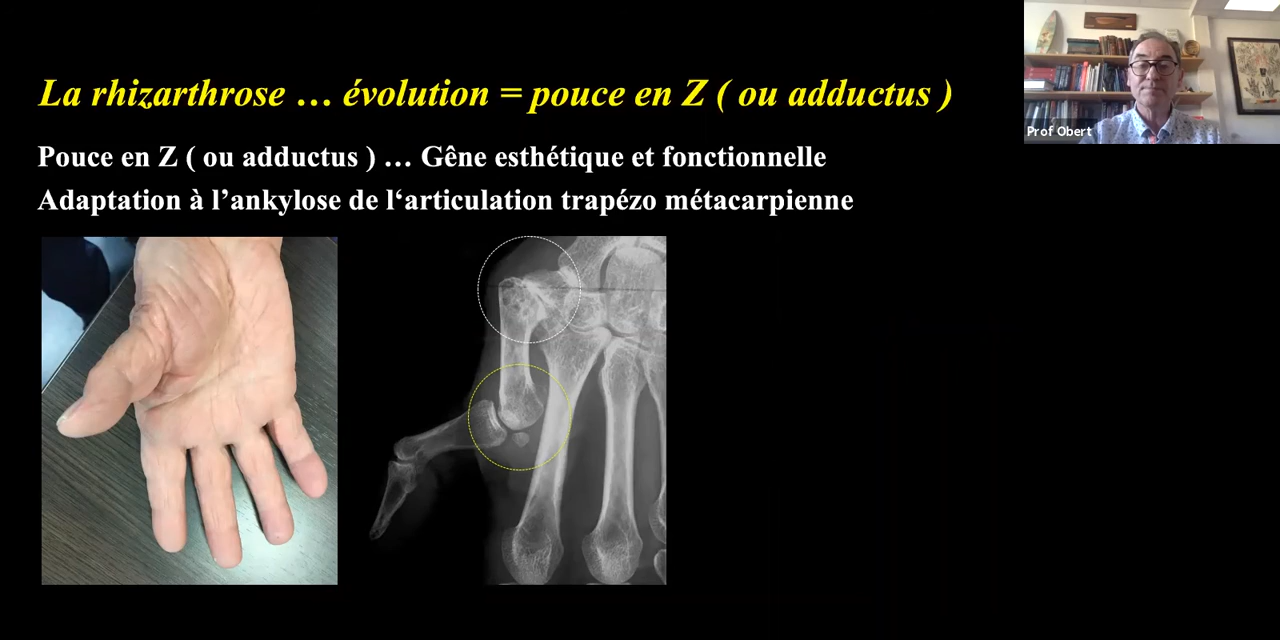 La rhizarthrose … évolution = pouce en Z ( ou adductus )
Prof Obert
Pouce en Z ( ou adductus ) … Gêne esthétique et fonctionnelle
Adaptation à l’ankylose de l‘articulation trapézo métacarpienne